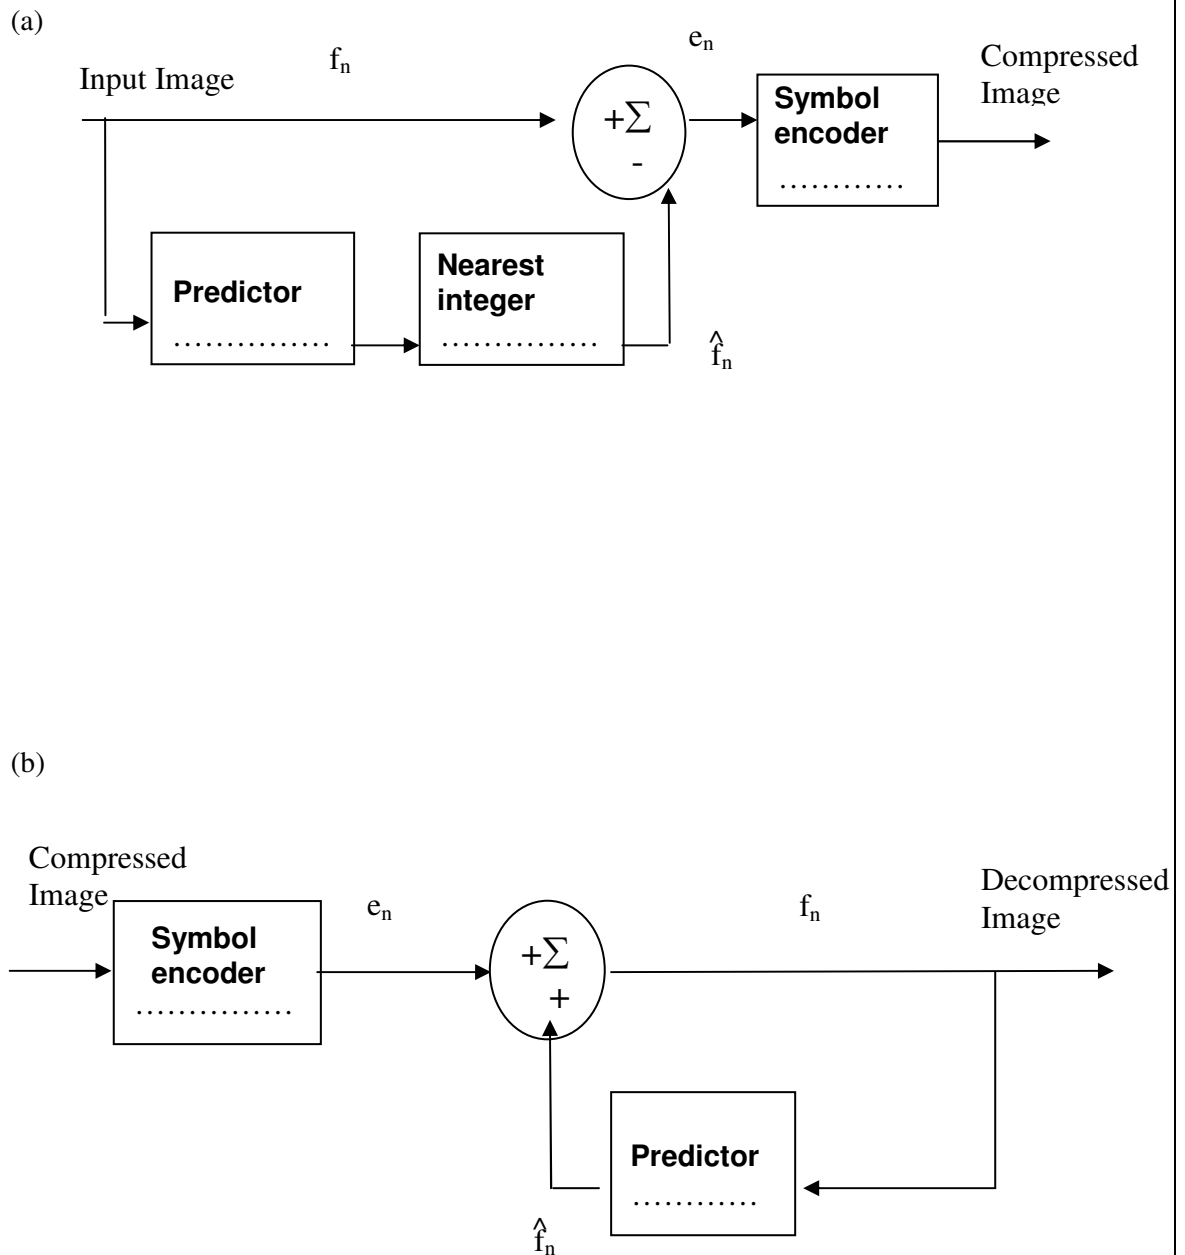 (a)
f_n
e_n
Input Image
Compressed
Image
+Σ
-
Symbol
encoder
............
Predictor
...............
Nearest
integer
...............
f̂_n
(b)
Compressed
Image
e_n
f_n
Decompressed
Image
Symbol
encoder
...............
+Σ
+
Predictor
............
f̂_n